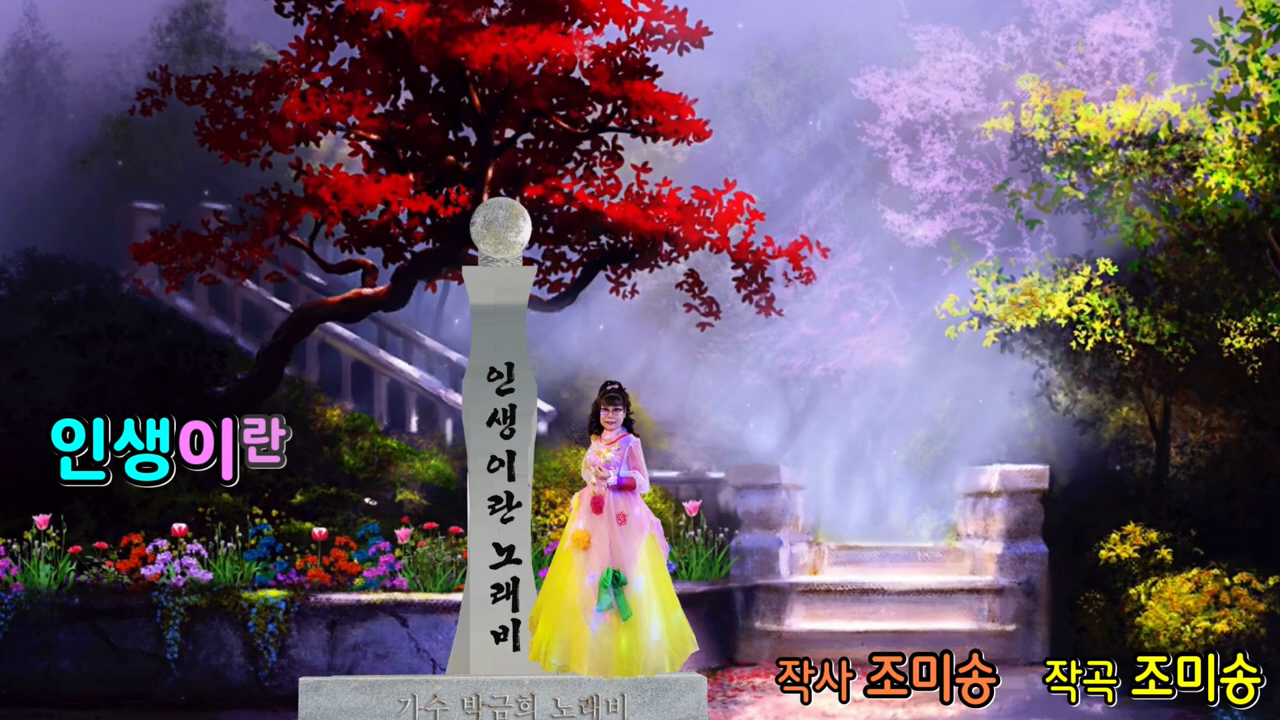 인생이란
인생이란 노래비
가수 박금희 노래비
작사 조미송 작곡 조미송